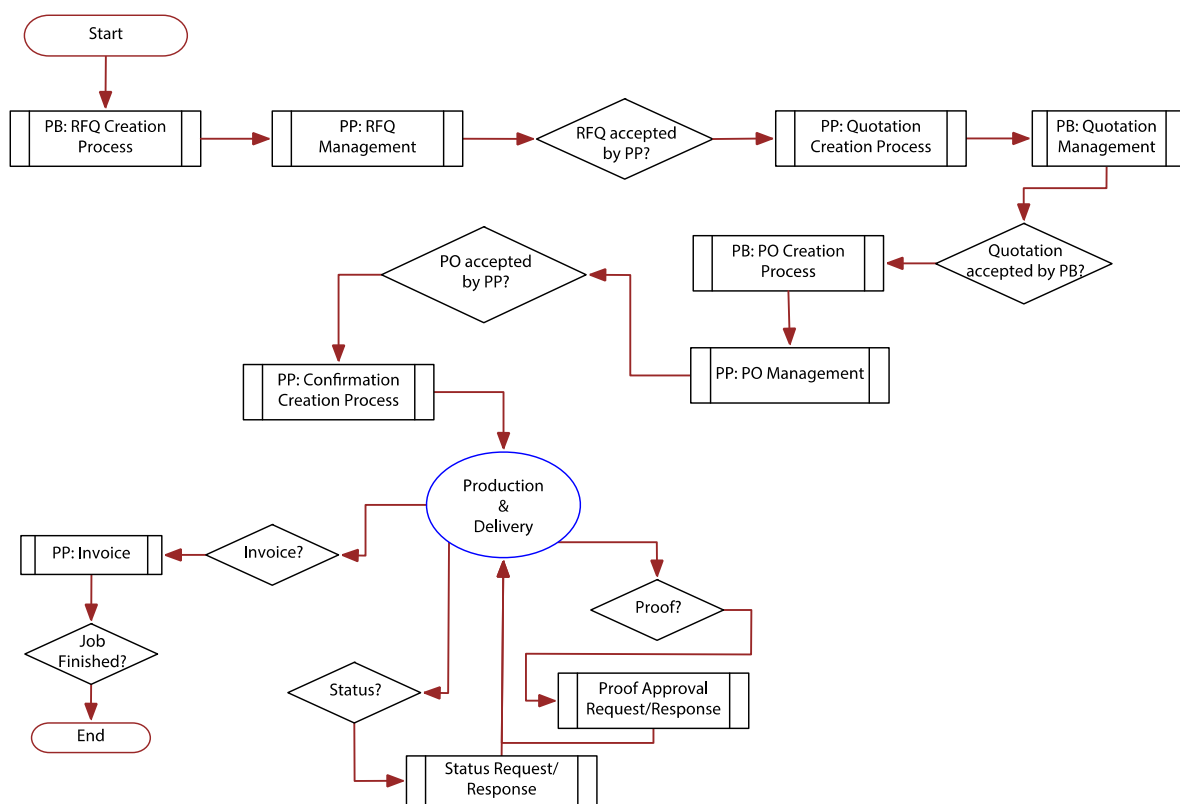 Start
PB: RFQ Creation
Process
PP: RFQ
Management
RFQ accepted
by PP?
PP: Quotation
Creation Process
PB: Quotation
Management
Quotation
accepted by PB?
PB: PO Creation
Process
PP: PO Management
PO accepted
by PP?
PP: Confirmation
Creation Process
Production
&
Delivery
Invoice?
PP: Invoice
Job
Finished?
End
Status?
Status Request/
Response
Proof?
Proof Approval
Request/Response